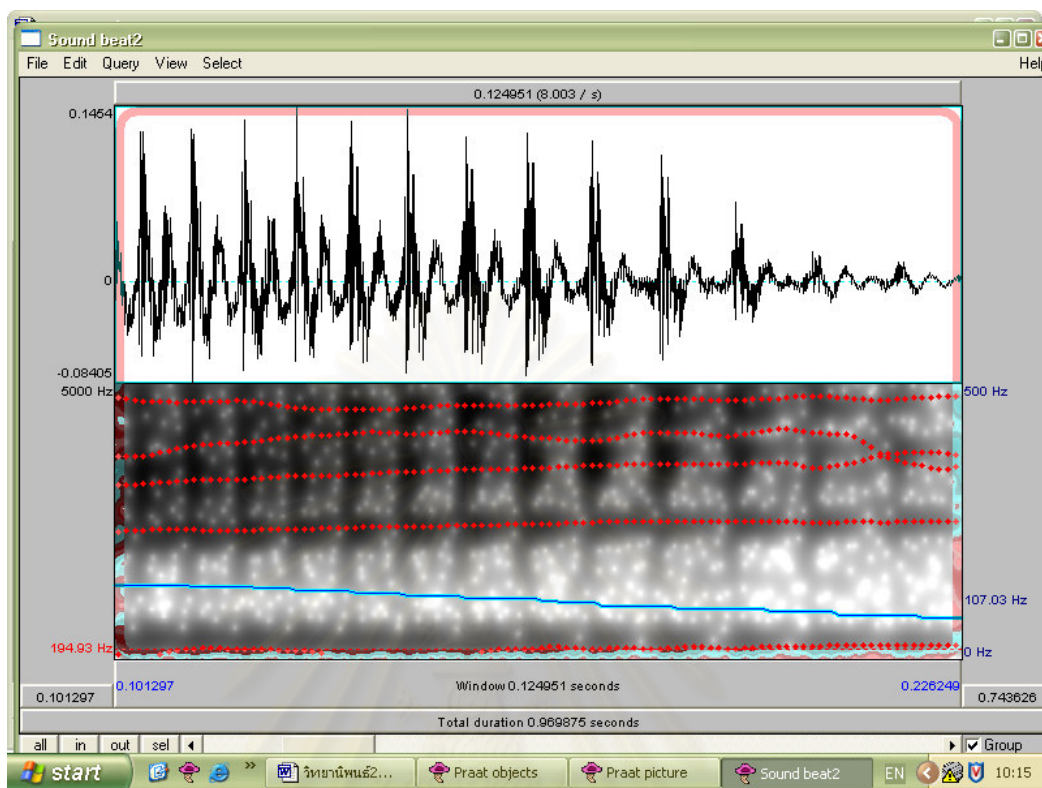 Sound beat2
File Edit Query View Select Help
0.124951 (8.003 / s)
0.1454
0
-0.08405
5000 Hz
500 Hz
107.03 Hz
194.93 Hz
0 Hz
0.101297
0.101297 Window 0.124951 seconds 0.226249
0.743626
Total duration 0.969875 seconds
all in out sel Group
start » วิทยานิพนธ์2... Praat objects Praat picture Sound beat2 EN 10:15